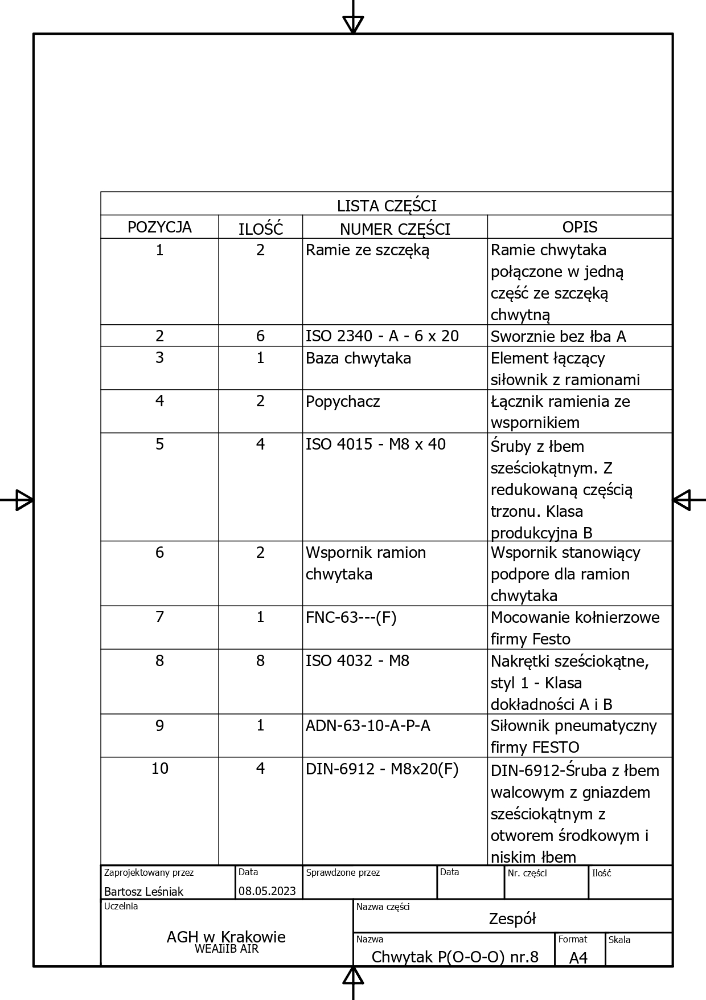 LISTA CZĘŚCI
POZYCJA ILOŚĆ NUMER CZĘŚCI OPIS
1 2 Ramie ze szczęką Ramie chwytaka
połączone w jedną
część ze szczęką
chwytną
2 6 ISO 2340 - A - 6 x 20 Sworznie bez łba A
3 1 Baza chwytaka Element łączący
siłownik z ramionami
4 2 Popychacz Łącznik ramienia ze
wspornikiem
5 4 ISO 4015 - M8 x 40 Śruby z łbem
sześciokątnym. Z
redukowaną częścią
trzonu. Klasa
produkcyjna B
6 2 Wspornik ramion Wspornik stanowiący
chwytaka podpore dla ramion
chwytaka
7 1 FNC-63---(F) Mocowanie kołnierzowe
firmy Festo
8 8 ISO 4032 - M8 Nakrętki sześciokątne,
styl 1 - Klasa
dokładności A i B
9 1 ADN-63-10-A-P-A Siłownik pneumatyczny
firmy FESTO
10 4 DIN-6912 - M8x20(F) DIN-6912-Śruba z łbem
walcowym z gniazdem
sześciokątnym z
otworem środkowym i
niskim łbem
Zaprojektowany przez Data Sprawdzone przez Data Nr. części Ilość
Bartosz Leśniak 08.05.2023
Uczelnia Nazwa części
Zespół
AGH w Krakowie
WEAIiIB AIR
Nazwa Format Skala
Chwytak P(O-O-O) nr.8 A4